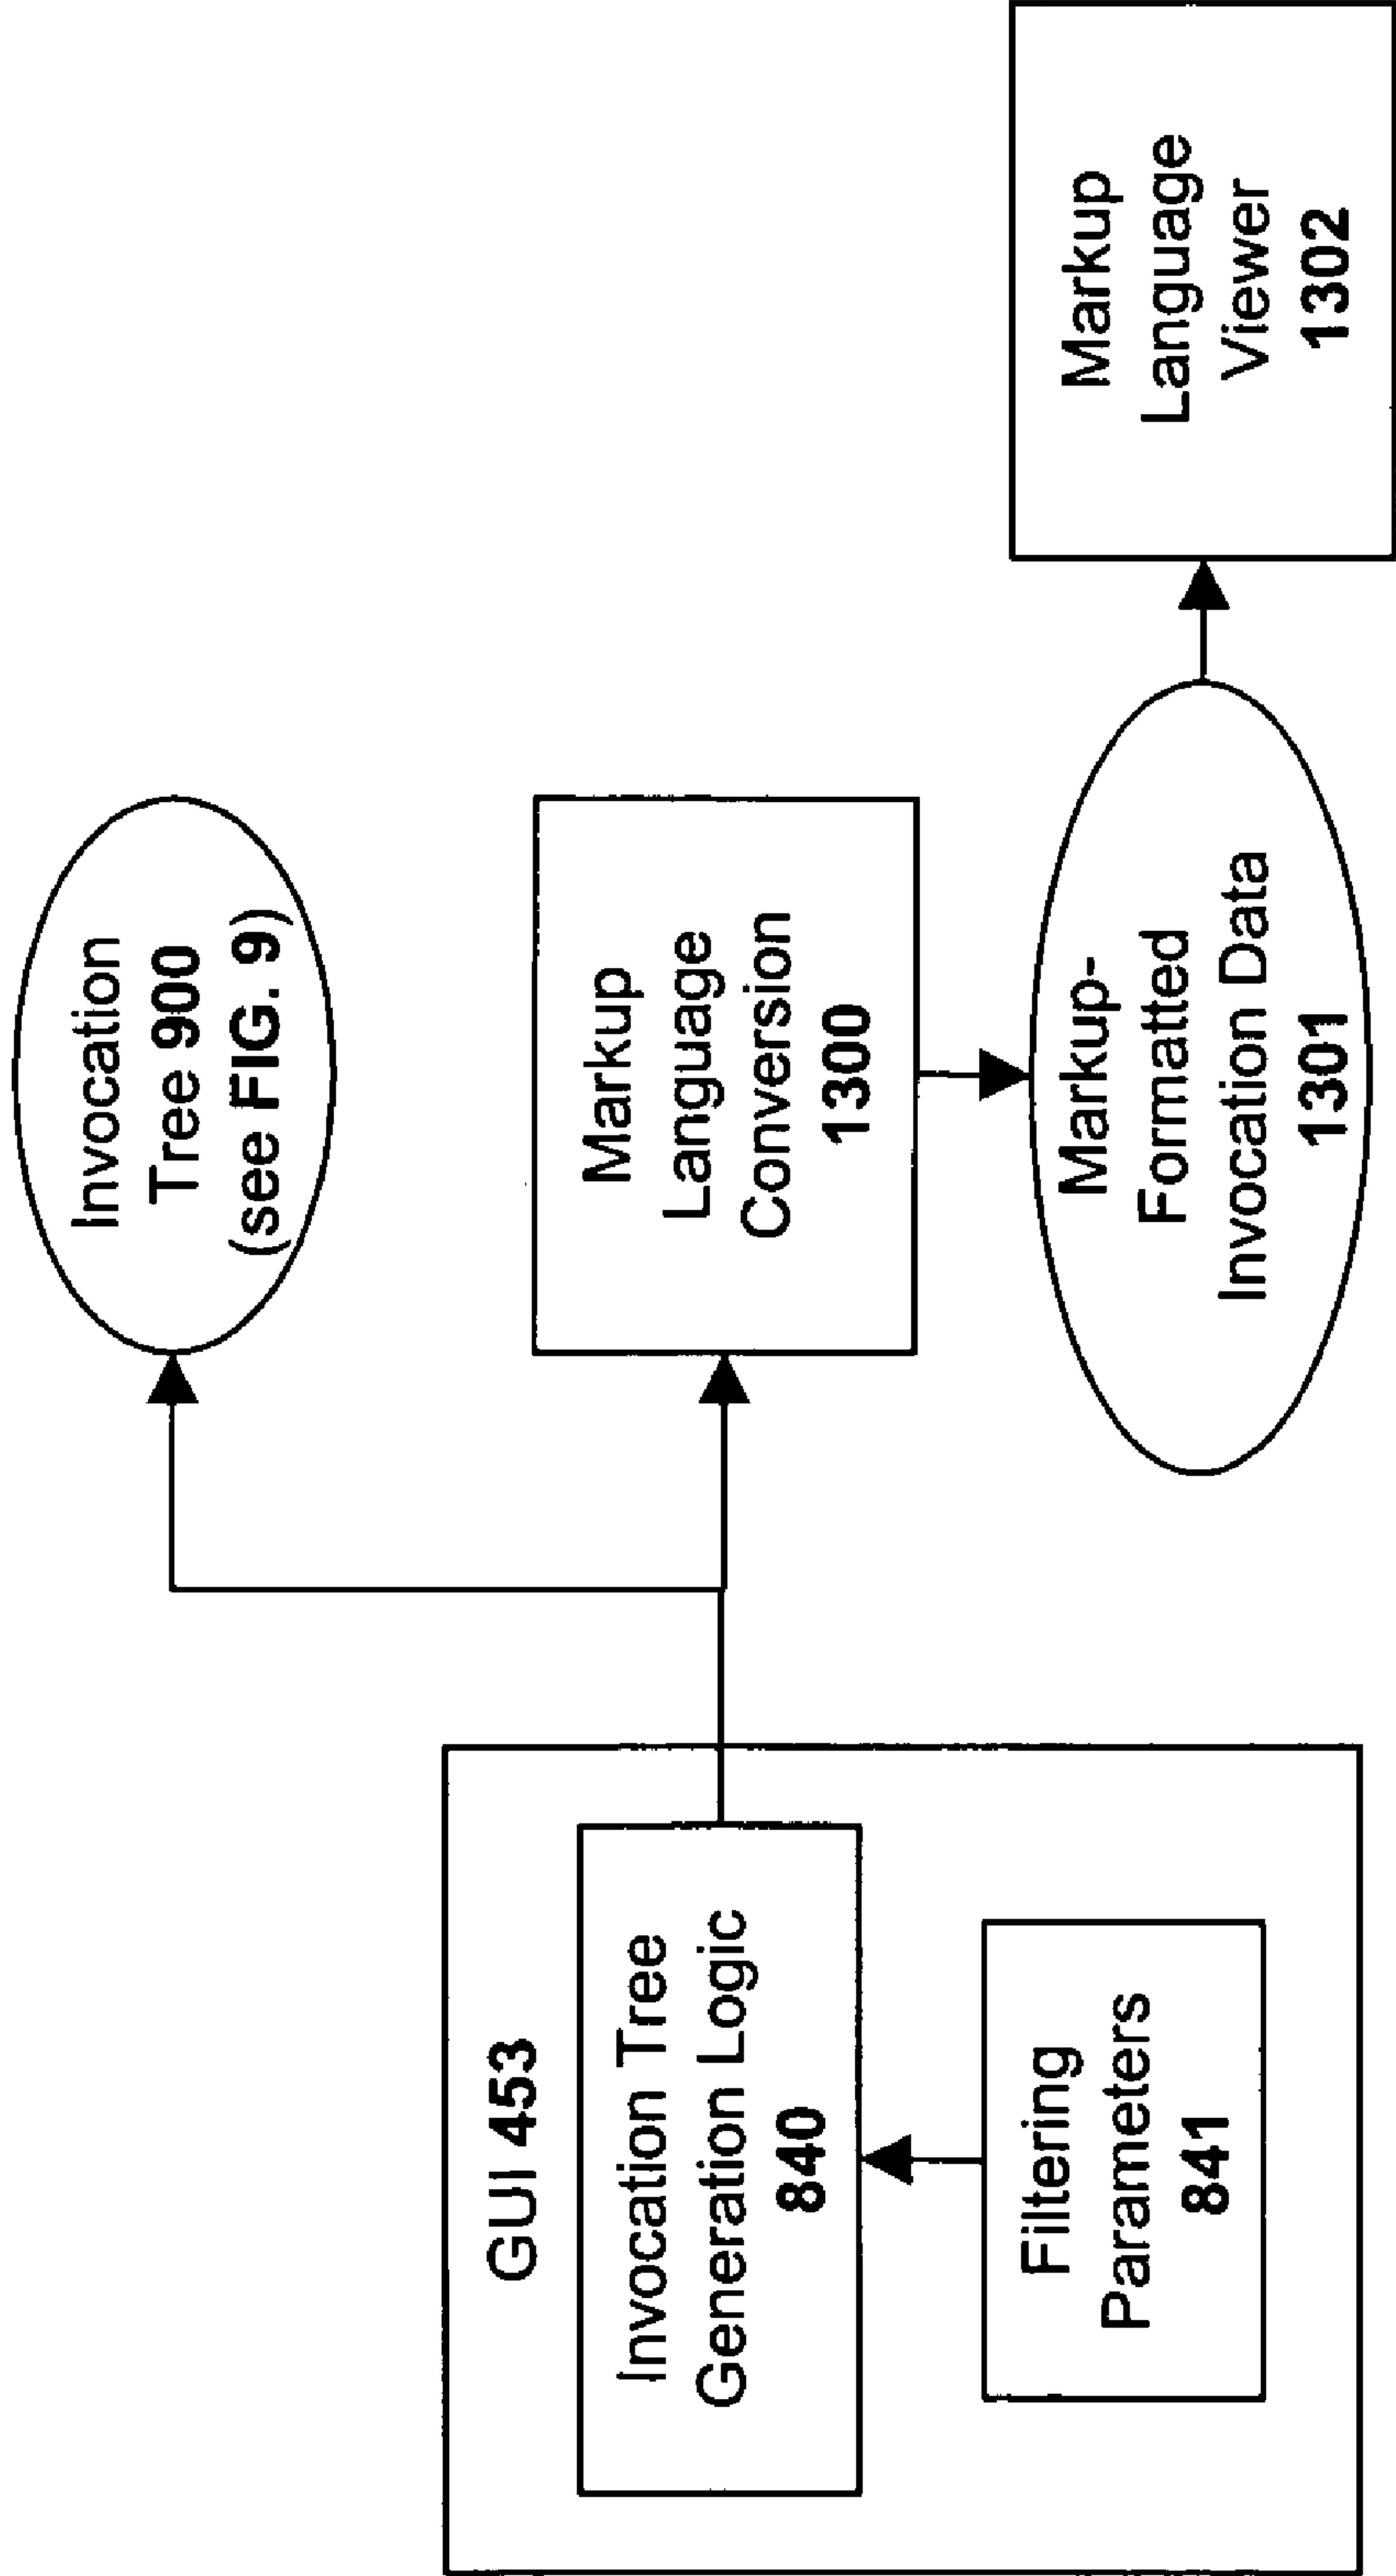 Invocation
Tree 900
(see FIG. 9)
GUI 453
Invocation Tree
Generation Logic
840
Filtering
Parameters
841
Markup
Language
Conversion
1300
Markup-
Formatted
Invocation Data
1301
Markup
Language
Viewer
1302